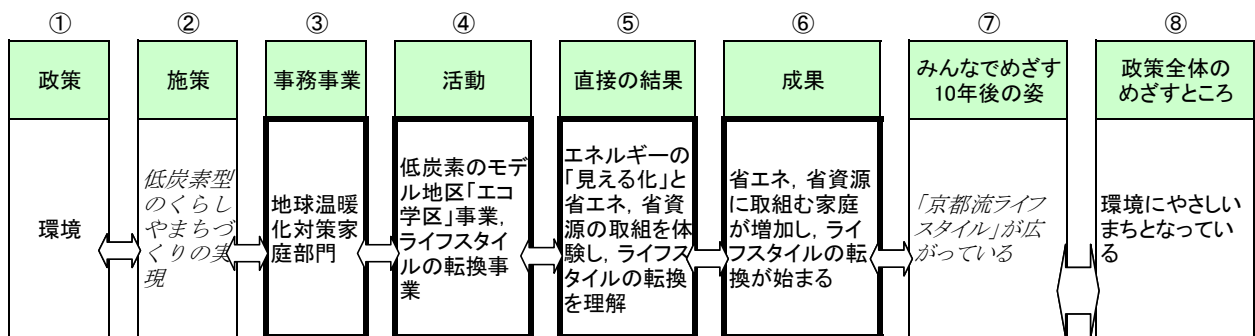 ① ② ③ ④ ⑤ ⑥ ⑦ ⑧
政策
施策
事務事業
活動
直接の結果
成果
みんなでめざす
10年後の姿
政策全体の
めざすところ
環境
低炭素型
のくらし
やまちづ
くりの実
現
地球温暖
化対策家
庭部門
低炭素のモデ
ル地区「エコ
学区」事業,
ライフスタイ
ルの転換事
業
エネルギーの
「見える化」と
省エネ,省資
源の取組を体
験し,ライフス
タイルの転換
を理解
省エネ,省資源
に取組む家庭
が増加し,ライ
フスタイルの転
換が始まる
「京都流ライフ
スタイル」が広
がっている
環境にやさしい
まちとなってい
る